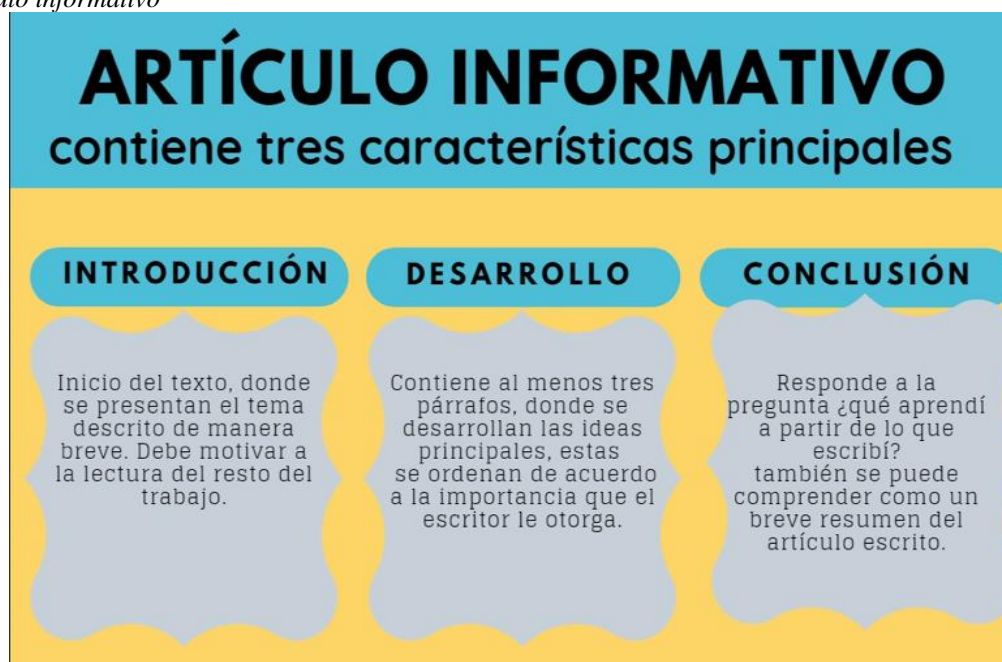 informativo
ARTÍCULO INFORMATIVO
contiene tres características principales
INTRODUCCIÓN
Inicio del texto, donde
se presentan el tema
descrito de manera
breve. Debe motivar a
la lectura del resto del
trabajo.
DESARROLLO
Contiene al menos tres
párrafos, donde se
desarrollan las ideas
principales, estas
se ordenan de acuerdo
a la importancia que el
escritor le otorga.
CONCLUSIÓN
Responde a la
pregunta ¿qué aprendí
a partir de lo que
escribí?
también se puede
comprender como un
breve resumen del
artículo escrito.